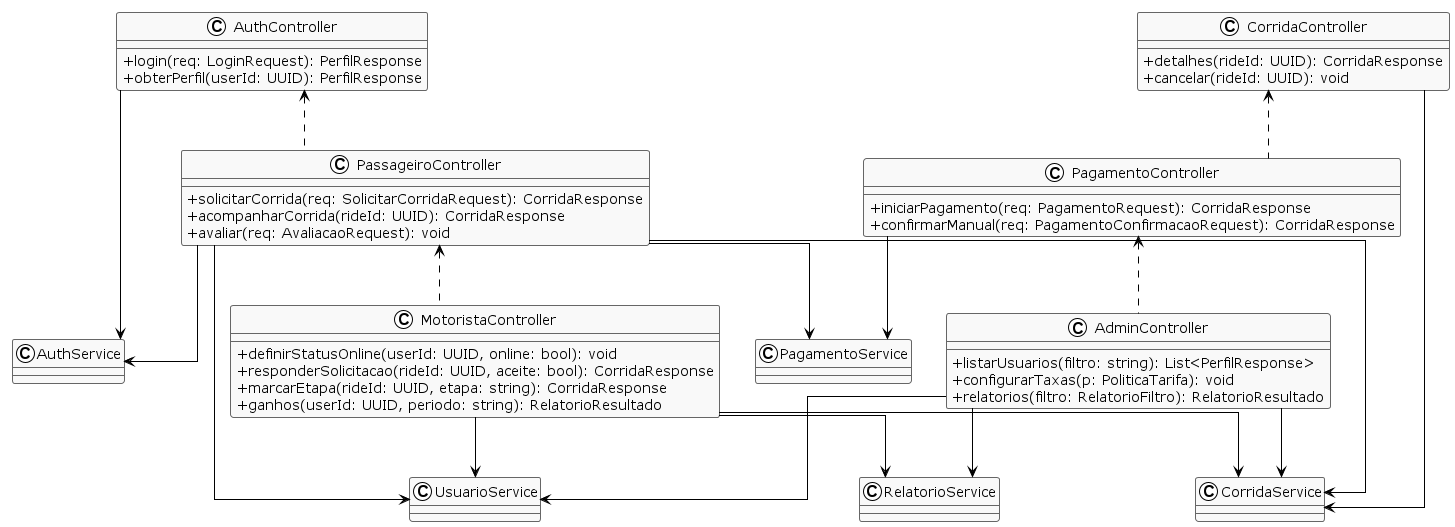 C AuthController
+login(req: LoginRequest): PerfilResponse
+obterPerfil(userId: UUID): PerfilResponse
C CorridaController
+detalhes(rideId: UUID): CorridaResponse
+cancelar(rideId: UUID): void
C PassageiroController
+solicitarCorrida(req: SolicitarCorridaRequest): CorridaResponse
+acompanharCorrida(rideId: UUID): CorridaResponse
+avaliar(req: AvaliacaoRequest): void
C PagamentoController
+iniciarPagamento(req: PagamentoRequest): CorridaResponse
+confirmarManual(req: PagamentoConfirmacaoRequest): CorridaResponse
C AuthService
C MotoristaController
+definirStatusOnline(userId: UUID, online: bool): void
+responderSolicitacao(rideId: UUID, aceite: bool): CorridaResponse
+marcarEtapa(rideId: UUID, etapa: string): CorridaResponse
+ganhos(userId: UUID, periodo: string): RelatorioResultado
C PagamentoService
C AdminController
+listarUsuarios(filtro: string): List<PerfilResponse>
+configurarTaxas(p: PoliticaTarifa): void
+relatorios(filtro: RelatorioFiltro): RelatorioResultado
C UsuarioService
C RelatorioService
C CorridaService